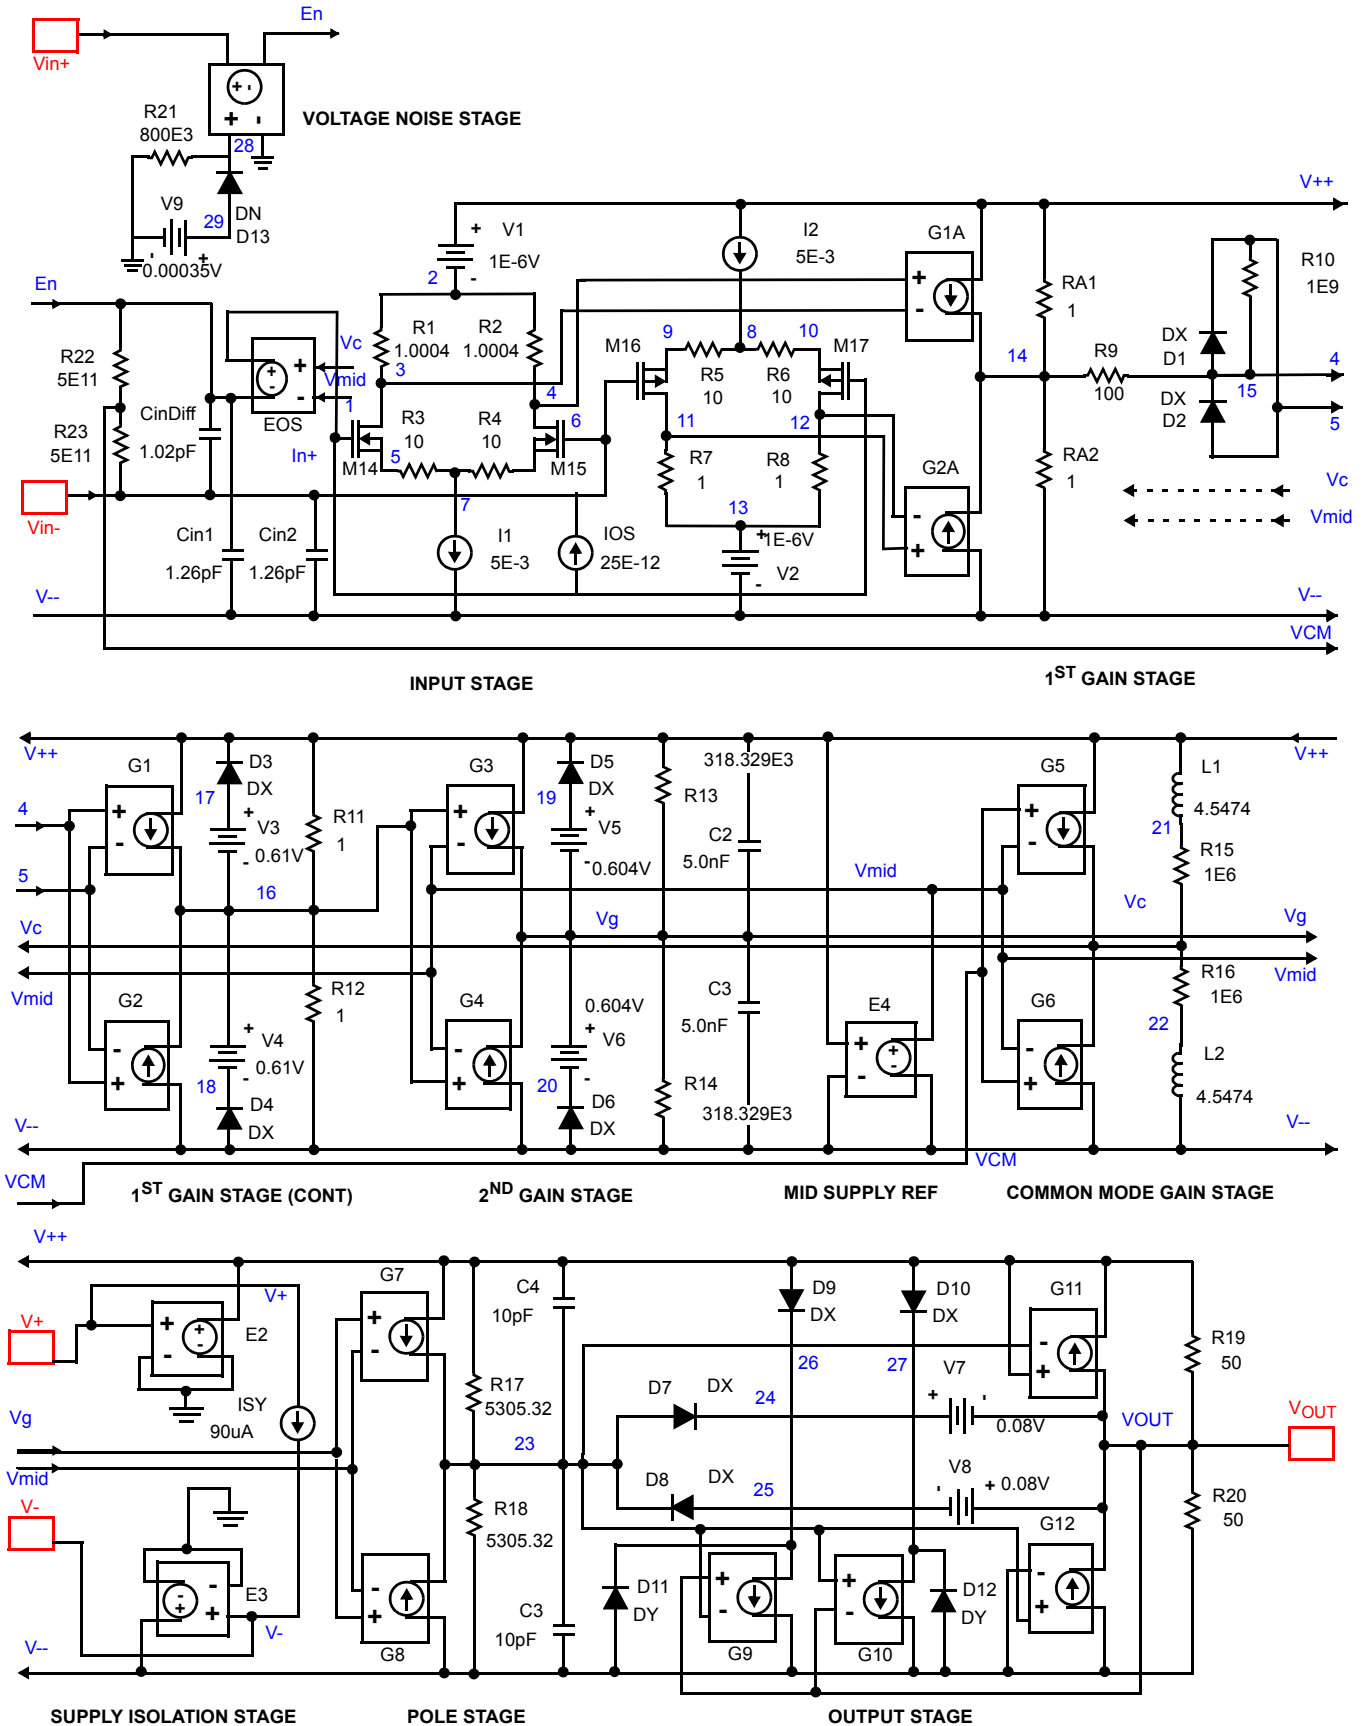 En
Vin+
R21
800E3
VOLTAGE NOISE STAGE
28
V9
29
DN
D13
0.00035V
V++
V1
1E-6V
2
I2
5E-3
G1A
En
RA1
1
R10
1E9
R1
1.0004
R2
1.0004
Vc
Vmid
3
4
1
M16
9
8
10
M17
R5
10
R6
10
14
R9
100
DX
D1
DX
D2
15
4
5
R22
5E11
CinDiff
1.02pF
R23
5E11
EOS
In+
M14
R3
10
R4
10
5
6
M15
11
12
R7
1
R8
1
G2A
RA2
1
Vc
Vmid
Vin-
7
13
Cin1
1.26pF
Cin2
1.26pF
I1
5E-3
IOS
25E-12
1E-6V
V2
V--
V--
VCM
INPUT STAGE
1ST GAIN STAGE
V++
G1
D3
DX
17
V3
0.61V
R11
1
G3
D5
DX
19
V5
0.604V
R13
318.329E3
C2
5.0nF
G5
V++
L1
4.5474
21
R15
1E6
4
5
16
Vmid
Vg
Vc
Vg
Vc
Vmid
Vmid
G2
R12
1
V4
0.61V
18
D4
DX
G4
0.604V
V6
20
D6
DX
C3
5.0nF
R14
318.329E3
E4
G6
R16
1E6
22
L2
4.5474
V--
V--
VCM
VCM
1ST GAIN STAGE (CONT)
2ND GAIN STAGE
MID SUPPLY REF
COMMON MODE GAIN STAGE
V++
V+
V+
E2
ISY
90uA
G7
C4
10pF
D9
DX
D10
DX
G11
R19
50
26
27
R17
5305.32
D7
DX
24
V7
0.08V
Vg
Vmid
23
VOUT
VOUT
V-
D8
DX
25
V8
0.08V
R18
5305.32
R20
50
G12
E3
V-
V--
G8
C3
10pF
D11
DY
G9
G10
D12
DY
SUPPLY ISOLATION STAGE
POLE STAGE
OUTPUT STAGE